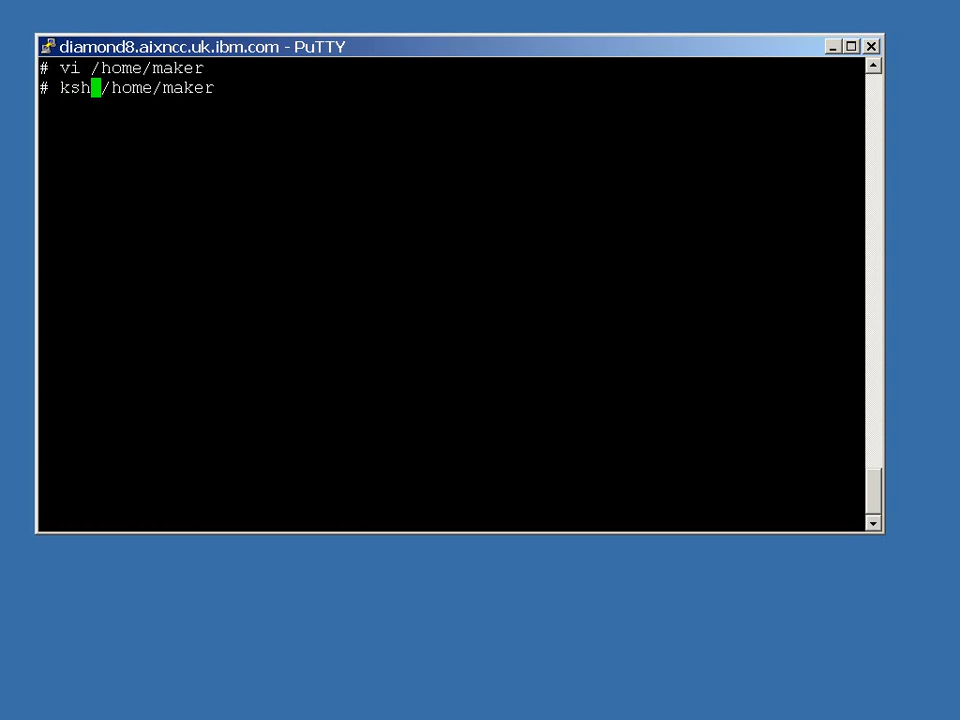 diamond8.aixncc.uk.ibm.com - PuTTY
# vi /home/maker
# ksh /home/maker